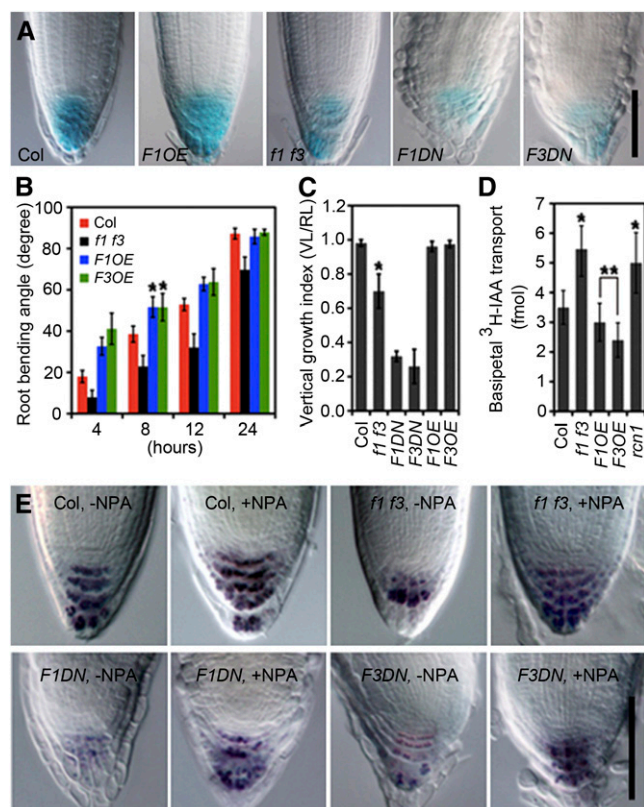 A
Col
F1OE
f1 f3
F1DN
F3DN
B
Root bending angle (degree)
100
80
60
40
20
0
Col
f1 f3
F1OE
F3OE
* *
4 8 12 24
(hours)
C
Vertical growth index (VL/RL)
1.2
1.0
0.8
0.6
0.4
0.2
0
*
Col
f1 f3
F1DN
F3DN
F1OE
F3OE
D
Basipetal 3H-IAA transport
(fmol)
7
6
5
4
3
2
1
0
*
**
*
Col
f1 f3
F1OE
F3OE
rcn1
E
Col, -NPA
Col, +NPA
f1 f3, -NPA
f1 f3, +NPA
F1DN, -NPA
F1DN, +NPA
F3DN, -NPA
F3DN, +NPA